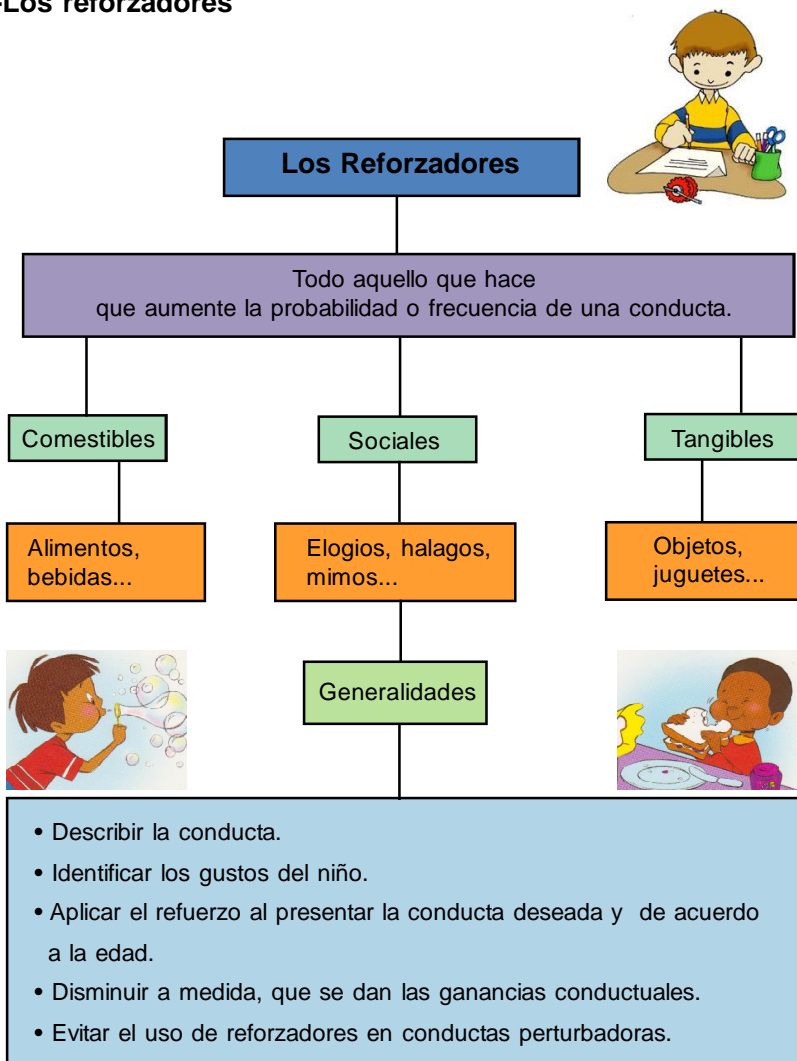 -Los reforzadores
Los Reforzadores
Todo aquello que hace
que aumente la probabilidad o frecuencia de una conducta.
Comestibles
Sociales
Tangibles
Alimentos,
bebidas...
Elogios, halagos,
mimos...
Objetos,
juguetes...
Generalidades
• Describir la conducta.
• Identificar los gustos del niño.
• Aplicar el refuerzo al presentar la conducta deseada y de acuerdo
a la edad.
• Disminuir a medida, que se dan las ganancias conductuales.
• Evitar el uso de reforzadores en conductas perturbadoras.